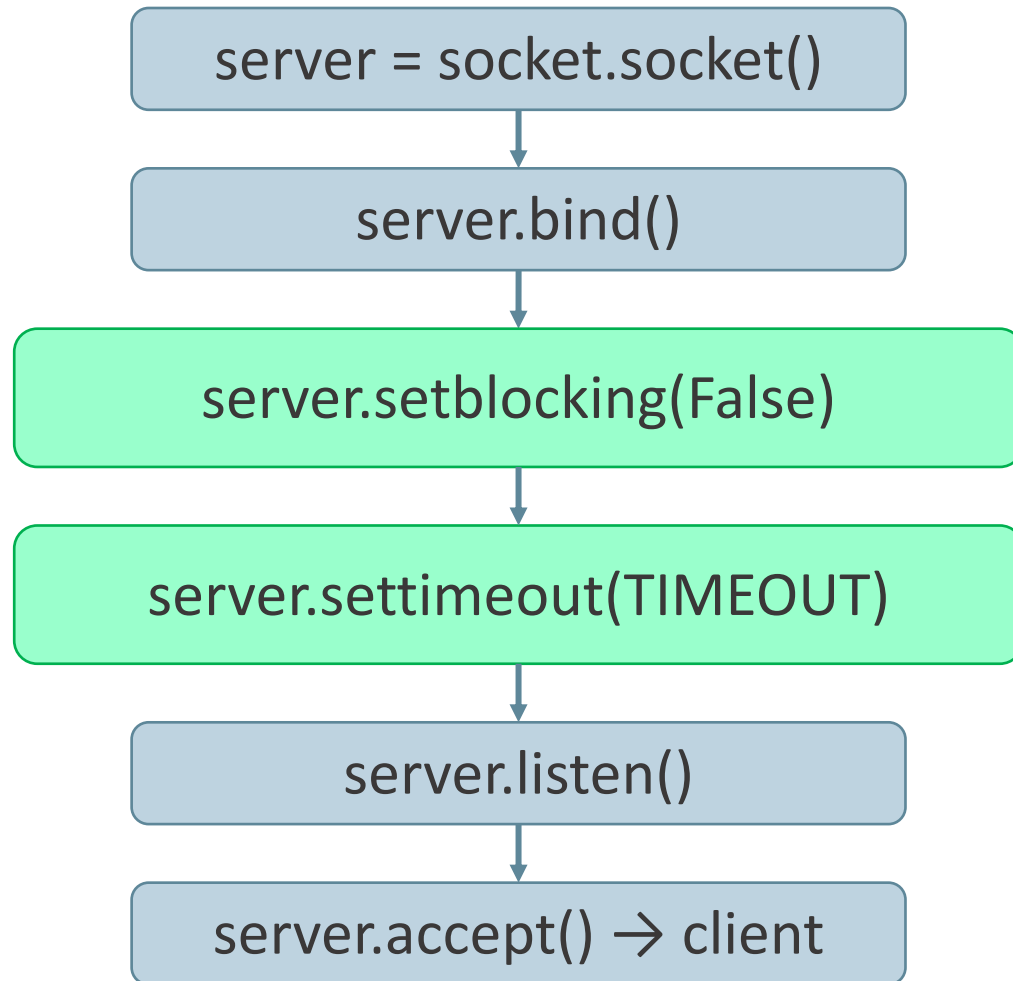 server = socket.socket()
server.bind()
server.setblocking(False)
server.settimeout(TIMEOUT)
server.listen()
server.accept() → client